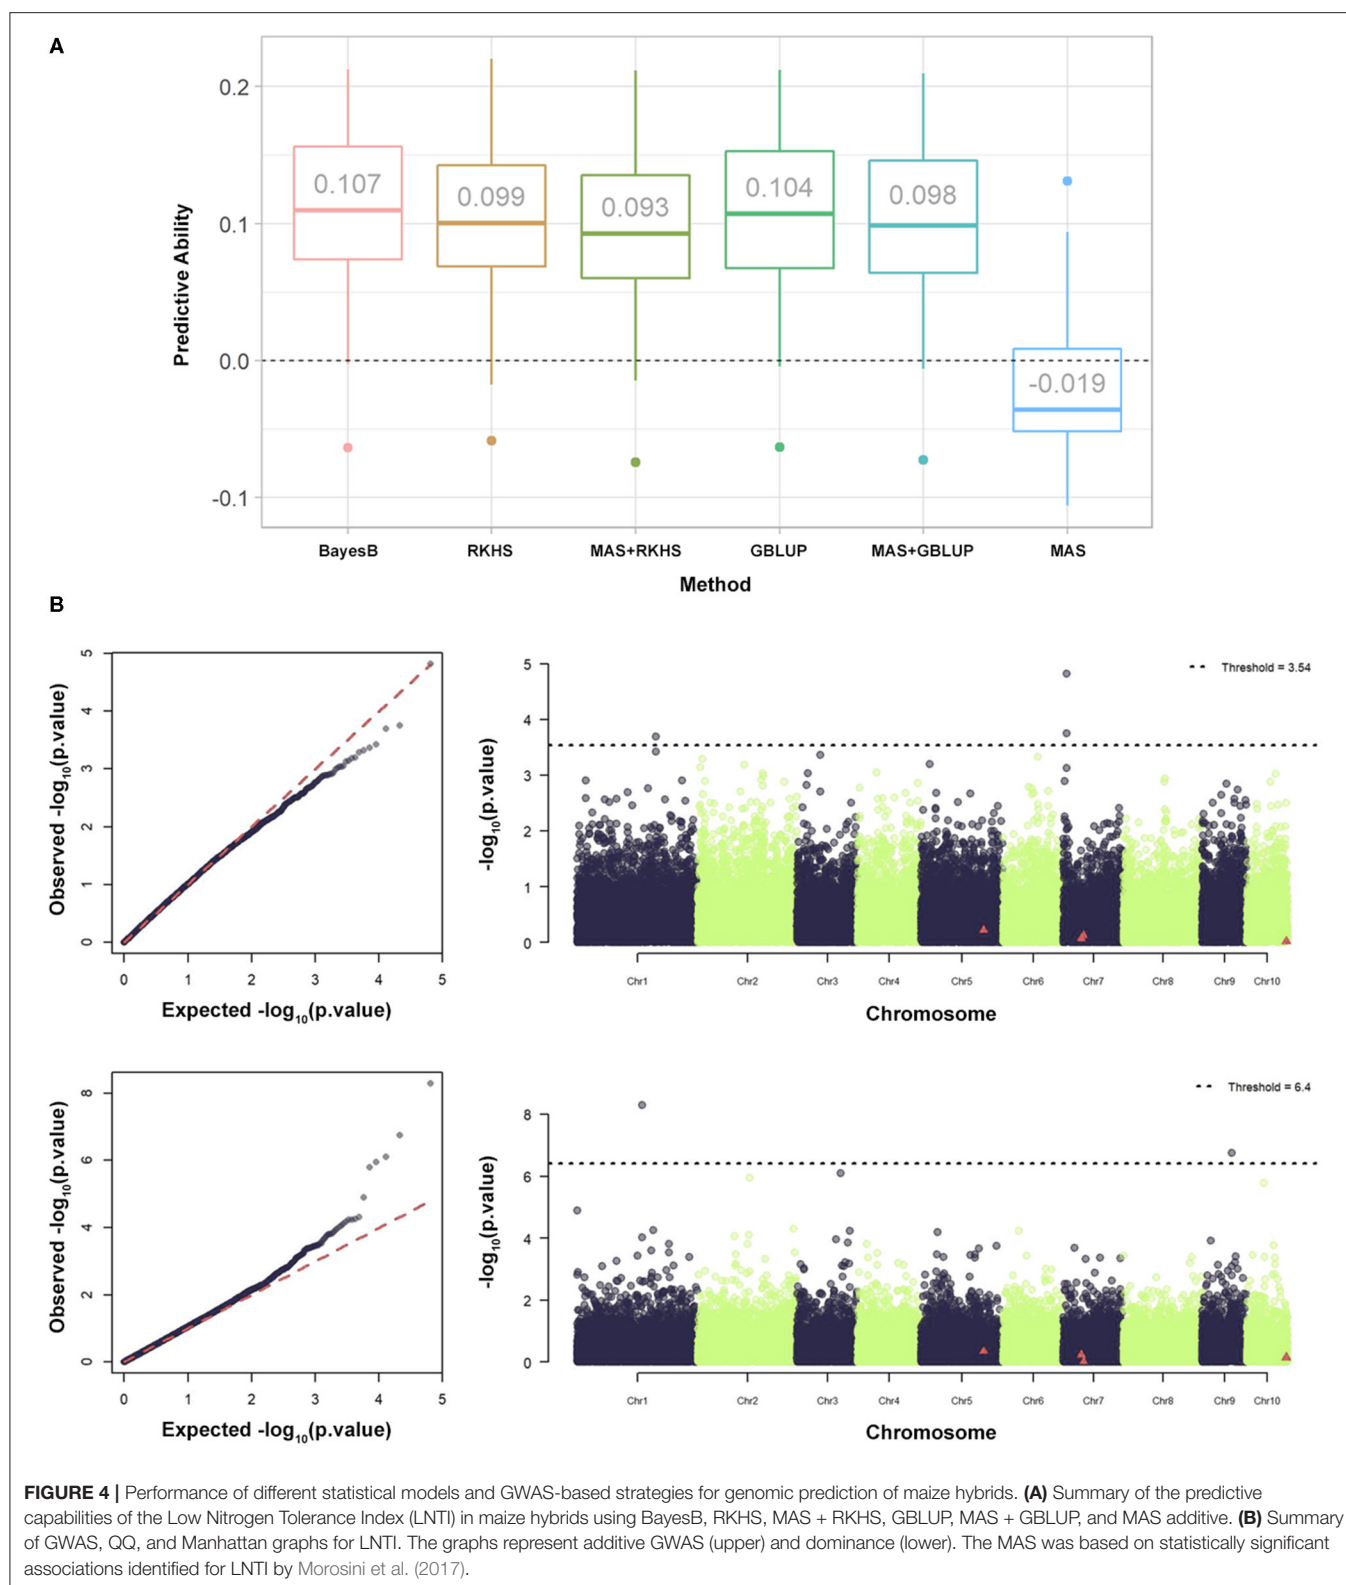 A
0.2
0.1
0.0
-0.1
Predictive Ability
0.107
0.099
0.093
0.104
0.098
-0.019
BayesB
RKHS
MAS+RKHS
GBLUP
MAS+GBLUP
MAS
Method
B
Observed -log10(p.value)
5
4
3
2
1
0
0
1
2
3
4
5
Expected -log10(p.value)
-log10(p.value)
5
4
3
2
1
0
Threshold = 3.54
Chr1
Chr2
Chr3
Chr4
Chr5
Chr6
Chr7
Chr8
Chr9
Chr10
Chromosome
Observed -log10(p.value)
8
6
4
2
0
0
1
2
3
4
5
Expected -log10(p.value)
-log10(p.value)
8
6
4
2
0
Threshold = 6.4
Chr1
Chr2
Chr3
Chr4
Chr5
Chr6
Chr7
Chr8
Chr9
Chr10
Chromosome
FIGURE 4 | Performance of different statistical models and GWAS-based strategies for genomic prediction of maize hybrids. (A) Summary of the predictive
capabilities of the Low Nitrogen Tolerance Index (LNTI) in maize hybrids using BayesB, RKHS, MAS + RKHS, GBLUP, MAS + GBLUP, and MAS additive. (B) Summary
of GWAS, QQ, and Manhattan graphs for LNTI. The graphs represent additive GWAS (upper) and dominance (lower). The MAS was based on statistically significant
associations identified for LNTI by Morosini et al. (2017).